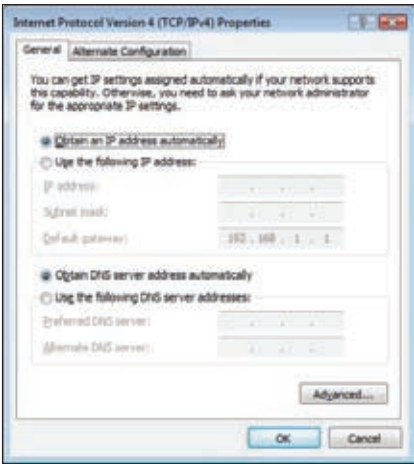 Internet Protocol Version 4 (TCP/IPv4) Properties
General Alternate Configuration
You can get IP settings assigned automatically if your network supports
this capability. Otherwise, you need to ask your network administrator
for the appropriate IP settings.
Obtain an IP address automatically
Use the following IP address:
IP address:
Subnet mask:
Default gateway: 192 . 168 . 1 . 1
Obtain DNS server address automatically
Use the following DNS server addresses:
Preferred DNS server:
Alternate DNS server:
Advanced...
OK Cancel